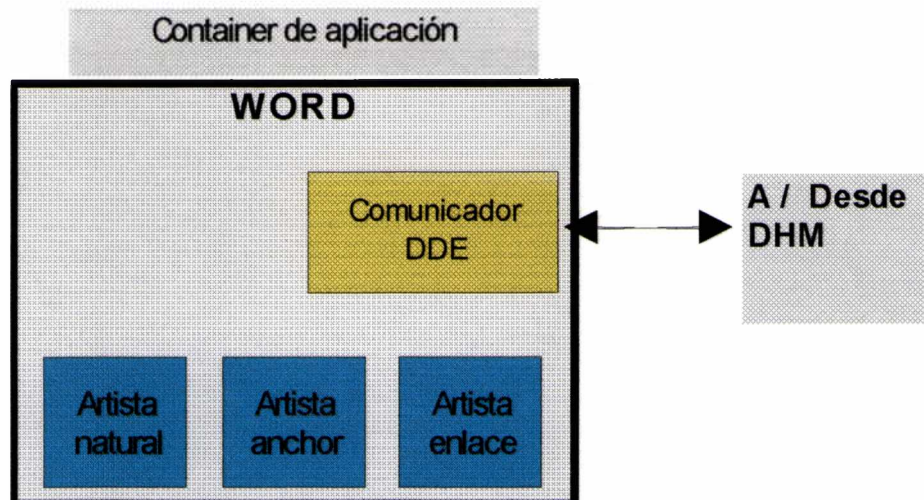 Container de aplicación
WORD
Comunicador
DDE
A / Desde
DHM
Artista
natural
Artista
anchor
Artista
enlace